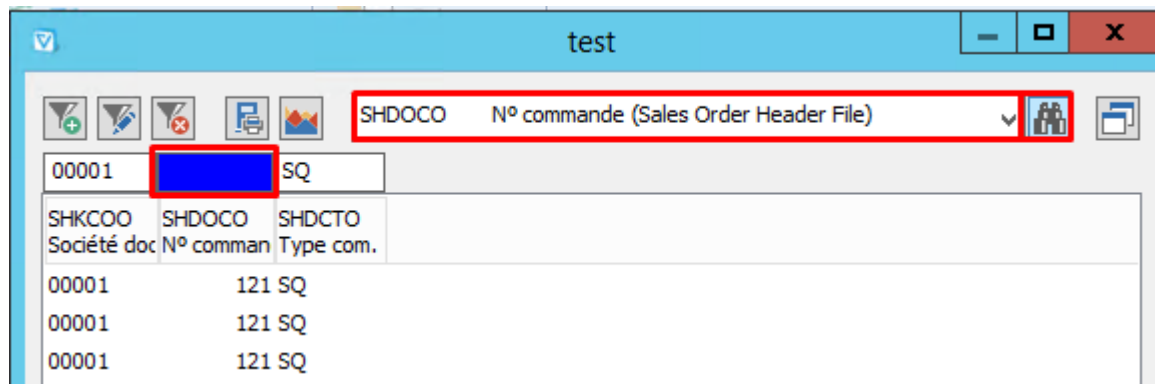 test
SHDOCO Nº commande (Sales Order Header File)
00001 SQ
SHKCOO SHDOCO SHDCTO
Société doc Nº comman Type com.
00001 121 SQ
00001 121 SQ
00001 121 SQ